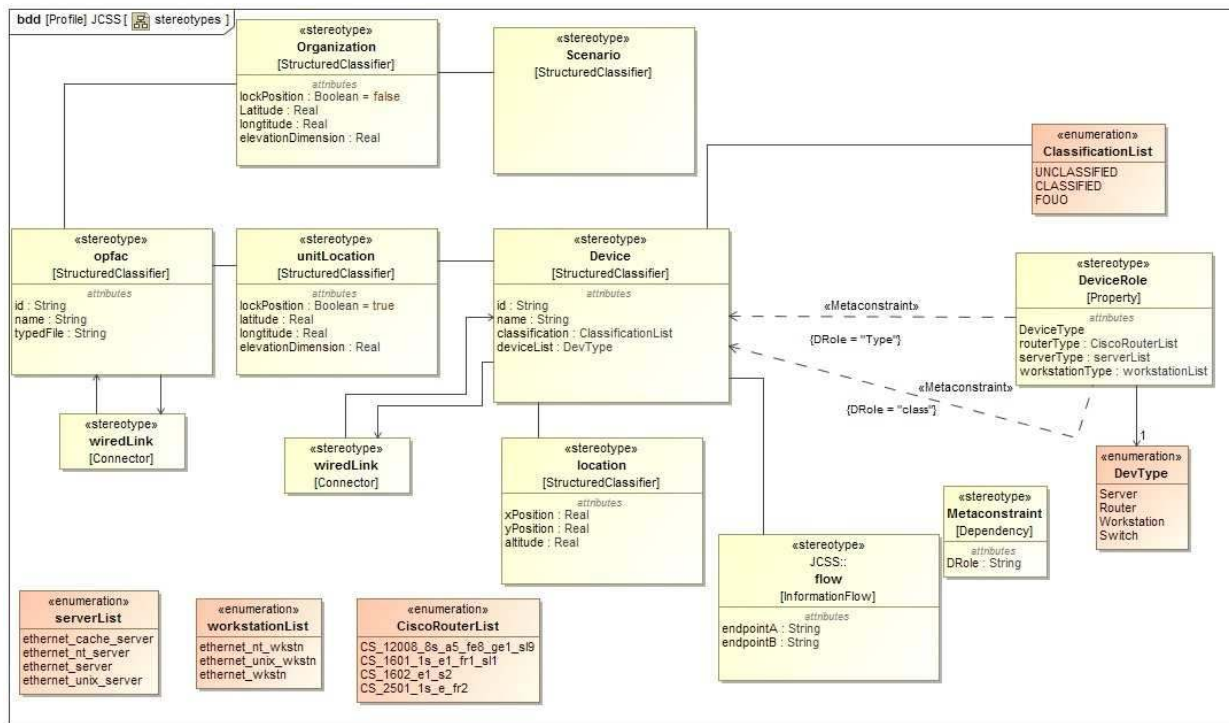 bdd [Profile] JCSS [ stereotypes ]
«stereotype»
Organization
[StructuredClassifier]
attributes
lockPosition : Boolean = false
Latitude : Real
longtitude : Real
elevationDimension : Real
«stereotype»
Scenario
[StructuredClassifier]
«enumeration»
ClassificationList
UNCLASSIFIED
CLASSIFIED
FOUO
«stereotype»
opfac
[StructuredClassifier]
attributes
id : String
name : String
typedFile : String
«stereotype»
unitLocation
[StructuredClassifier]
attributes
lockPosition : Boolean = true
latitude : Real
longtitude : Real
elevationDimension : Real
«stereotype»
Device
[StructuredClassifier]
attributes
id : String
name : String
classification : ClassificationList
deviceList : DevType
«Metaconstraint»
{DRole = "Type"}
«Metaconstraint»
{DRole = "class"}
«stereotype»
DeviceRole
[Property]
attributes
DeviceType
routerType : CiscoRouterList
serverType : serverList
workstationType : workstationList
1
«stereotype»
wiredLink
[Connector]
«stereotype»
wiredLink
[Connector]
«stereotype»
location
[StructuredClassifier]
attributes
xPosition : Real
yPosition : Real
altitude : Real
«enumeration»
DevType
Server
Router
Workstation
Switch
«stereotype»
Metaconstraint
[Dependency]
attributes
DRole : String
«stereotype»
JCSS::
flow
[InformationFlow]
attributes
endpointA : String
endpointB : String
«enumeration»
serverList
ethernet_cache_server
ethernet_nt_server
ethernet_server
ethernet_unix_server
«enumeration»
workstationList
ethernet_nt_wkstn
ethernet_unix_wkstn
ethernet_wkstn
«enumeration»
CiscoRouterList
CS_12008_8s_a5_fe8_ge1_sl9
CS_1601_1s_e1_fr1_sl1
CS_1602_e1_s2
CS_2501_1s_e_fr2